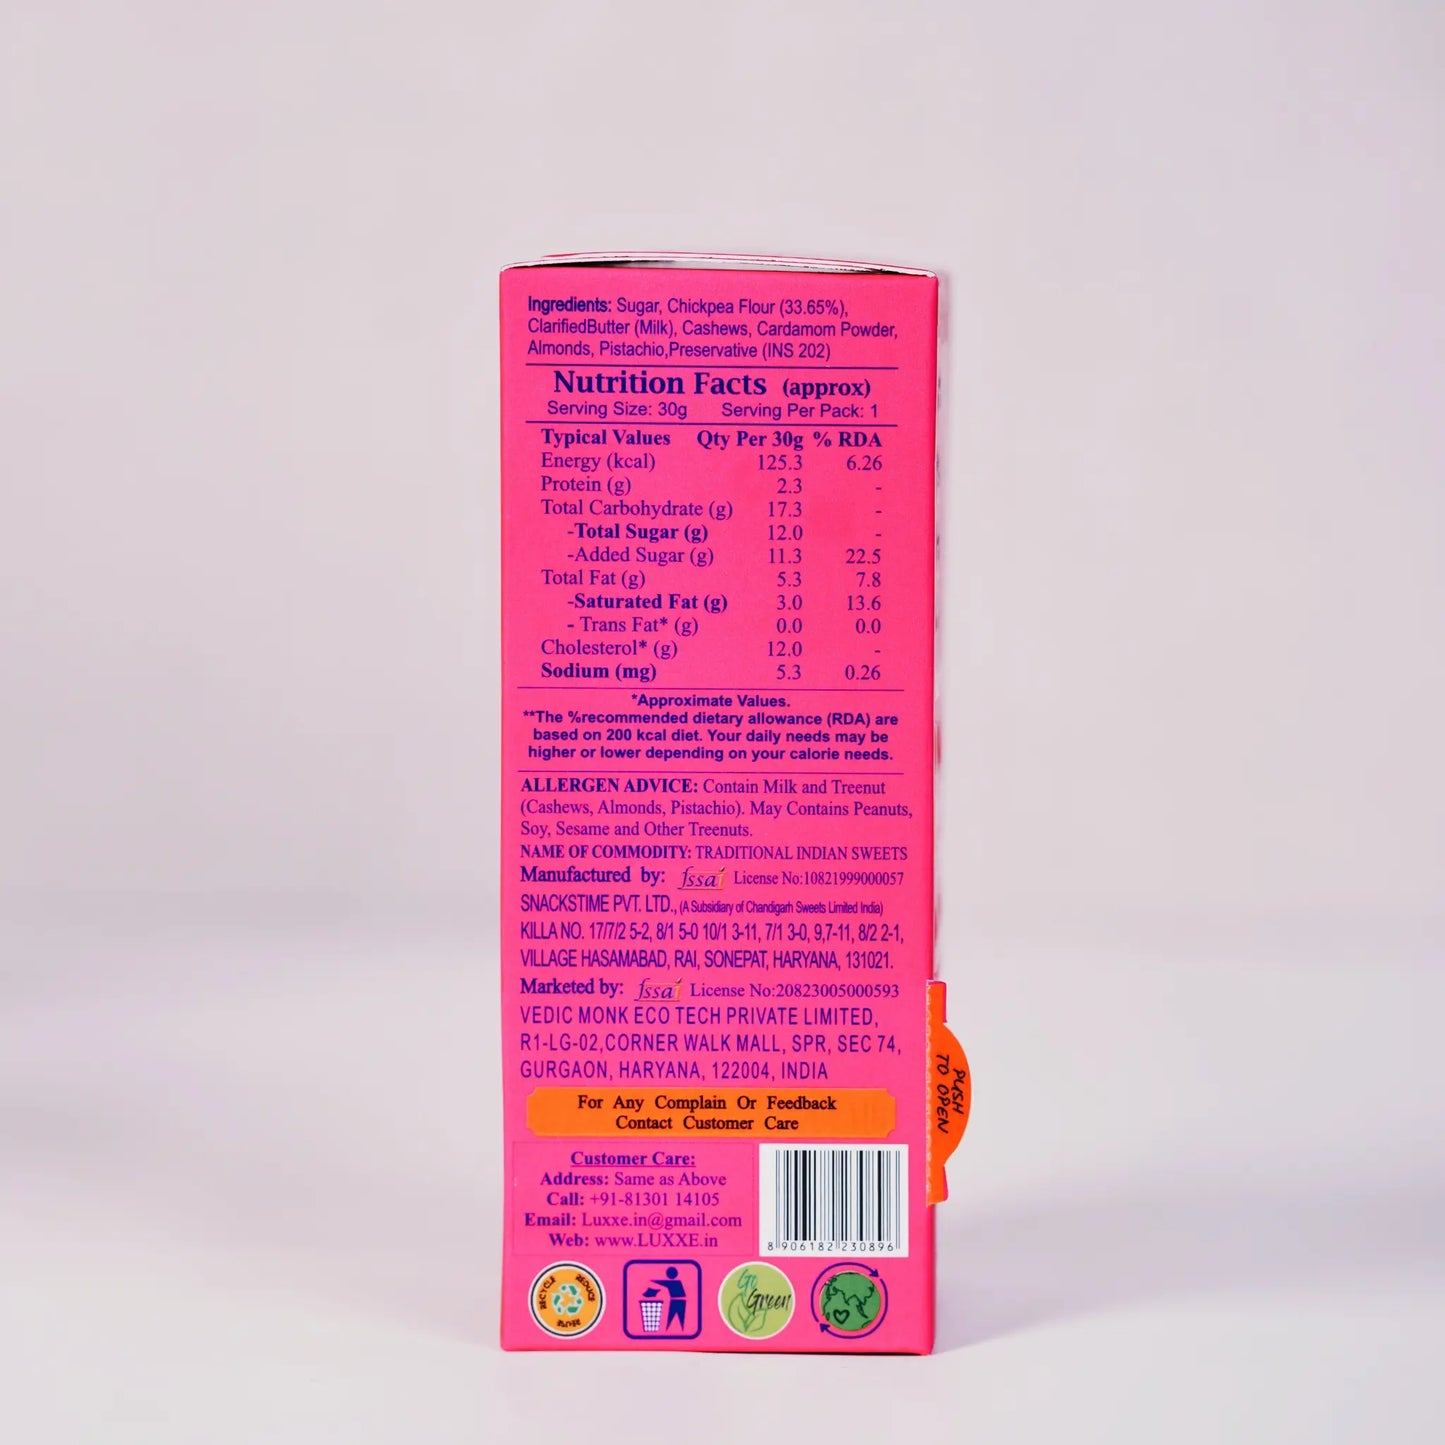 Ingredients: Sugar, Chickpea Flour (33.65%),
ClarifiedButter (Milk), Cashews, Cardamom Powder,
Almonds, Pistachio,Preservative (INS 202)
Nutrition Facts (approx)
Serving Size: 30g Serving Per Pack: 1
Typical Values Qty Per 30g % RDA
Energy (kcal) 125.3 6.26
Protein (g) 2.3 -
Total Carbohydrate (g) 17.3 -
-Total Sugar (g) 12.0 -
-Added Sugar (g) 11.3 22.5
Total Fat (g) 5.3 7.8
-Saturated Fat (g) 3.0 13.6
- Trans Fat* (g) 0.0 0.0
Cholesterol* (g) 12.0 -
Sodium (mg) 5.3 0.26
*Approximate Values.
**The %recommended dietary allowance (RDA) are
based on 200 kcal diet. Your daily needs may be
higher or lower depending on your calorie needs.
ALLERGEN ADVICE: Contain Milk and Treenut
(Cashews, Almonds, Pistachio). May Contains Peanuts,
Soy, Sesame and Other Treenuts.
NAME OF COMMODITY: TRADITIONAL INDIAN SWEETS
Manufactured by: fssai License No:10821999000057
SNACKSTIME PVT. LTD., (A Subsidiary of Chandigarh Sweets Limited India)
KILLA NO. 17/7/2 5-2, 8/1 5-0 10/1 3-11, 7/1 3-0, 9,7-11, 8/2 2-1,
VILLAGE HASAMABAD, RAI, SONEPAT, HARYANA, 131021.
Marketed by: fssai License No:20823005000593
VEDIC MONK ECO TECH PRIVATE LIMITED,
R1-LG-02,CORNER WALK MALL, SPR, SEC 74,
GURGAON, HARYANA, 122004, INDIA
PUSH
TO OPEN
For Any Complain Or Feedback
Contact Customer Care
Customer Care:
Address: Same as Above
Call: +91-81301 14105
Email: Luxxe.in@gmail.com
Web: www.LUXXE.in
8 906182 230896
RECYCLE REDUCE REUSE
Go
Green